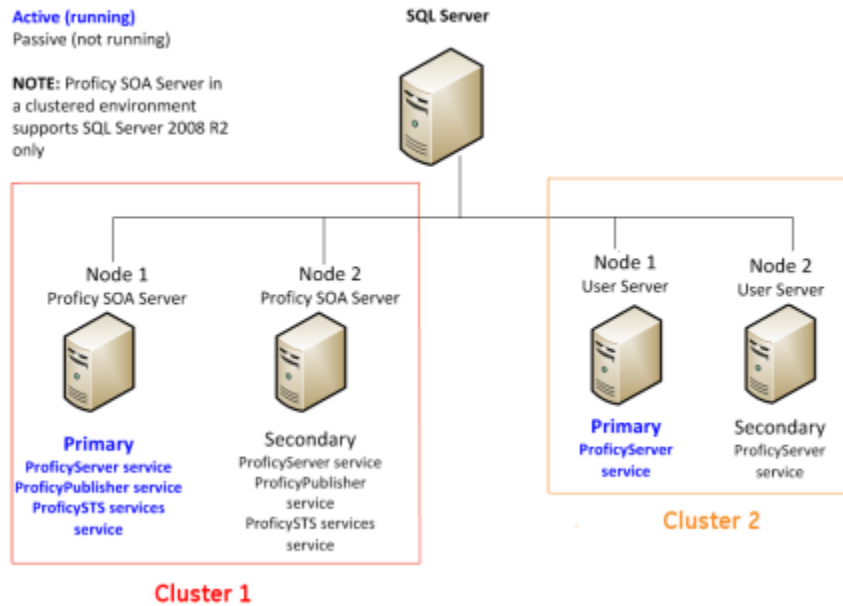 Active (running)
Passive (not running)
NOTE: Proficy SOA Server in
a clustered environment
supports SQL Server 2008 R2
only
SQL Server
Node 1
Proficy SOA Server
Primary
ProficyServer service
ProficyPublisher service
ProficySTS services
service
Node 2
Proficy SOA Server
Secondary
ProficyServer service
ProficyPublisher
service
ProficySTS services
service
Cluster 1
Node 1
User Server
Primary
ProficyServer
service
Node 2
User Server
Secondary
ProficyServer
service
Cluster 2